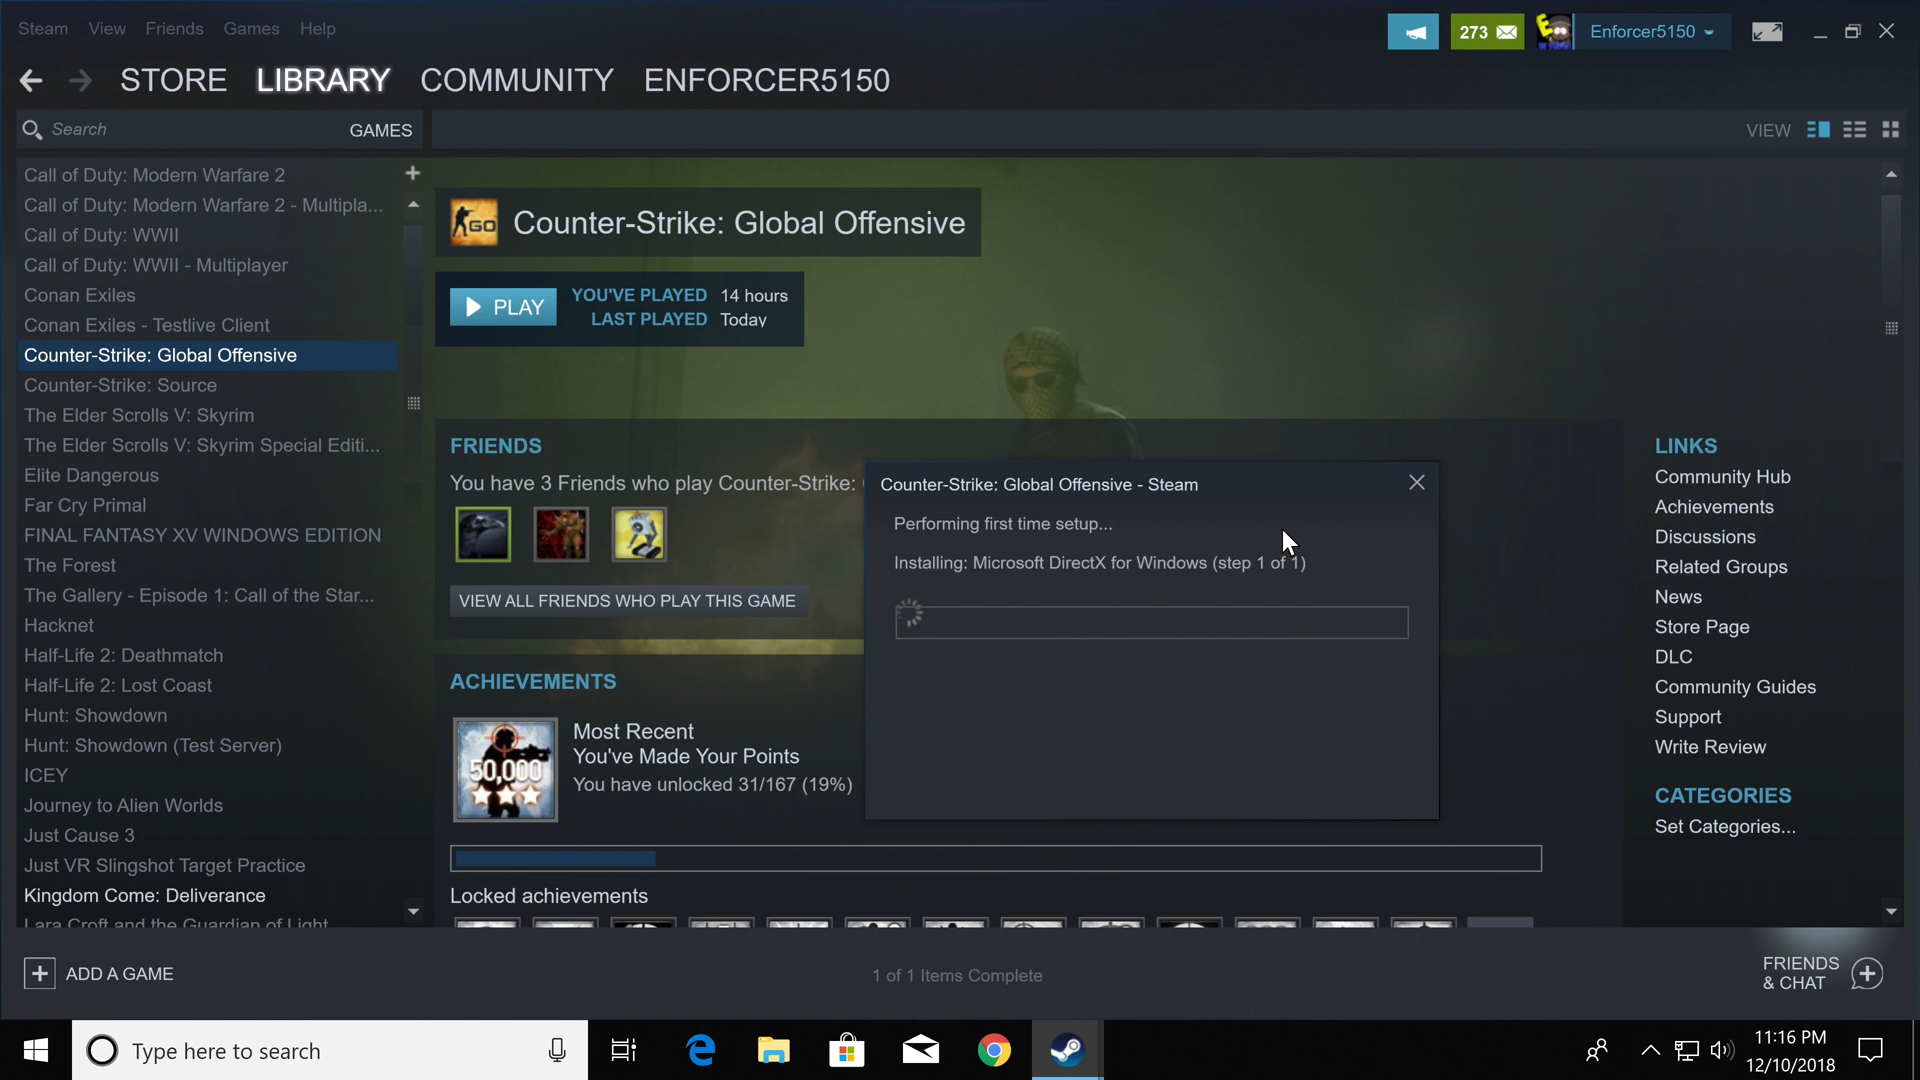 Steam View Friends Games Help
273
Enforcer5150
STORE LIBRARY COMMUNITY ENFORCER5150
Search GAMES
VIEW
Call of Duty: Modern Warfare 2
Call of Duty: Modern Warfare 2 - Multipla...
Call of Duty: WWII
Call of Duty: WWII - Multiplayer
Conan Exiles
Conan Exiles - Testlive Client
Counter-Strike: Global Offensive
Counter-Strike: Source
The Elder Scrolls V: Skyrim
The Elder Scrolls V: Skyrim Special Editi...
Elite Dangerous
Far Cry Primal
FINAL FANTASY XV WINDOWS EDITION
The Forest
The Gallery - Episode 1: Call of the Star...
Hacknet
Half-Life 2: Deathmatch
Half-Life 2: Lost Coast
Hunt: Showdown
Hunt: Showdown (Test Server)
ICEY
Journey to Alien Worlds
Just Cause 3
Just VR Slingshot Target Practice
Kingdom Come: Deliverance
Lara Croft and the Guardian of Light
GO
Counter-Strike: Global Offensive
PLAY
YOU'VE PLAYED 14 hours
LAST PLAYED Today
FRIENDS
You have 3 Friends who play Counter-Strike:
VIEW ALL FRIENDS WHO PLAY THIS GAME
ACHIEVEMENTS
50,000
Most Recent
You've Made Your Points
You have unlocked 31/167 (19%)
Locked achievements
Counter-Strike: Global Offensive - Steam
Performing first time setup...
Installing: Microsoft DirectX for Windows (step 1 of 1)
LINKS
Community Hub
Achievements
Discussions
Related Groups
News
Store Page
DLC
Community Guides
Support
Write Review
CATEGORIES
Set Categories...
ADD A GAME
1 of 1 Items Complete
FRIENDS
& CHAT
Type here to search
11:16 PM
12/10/2018